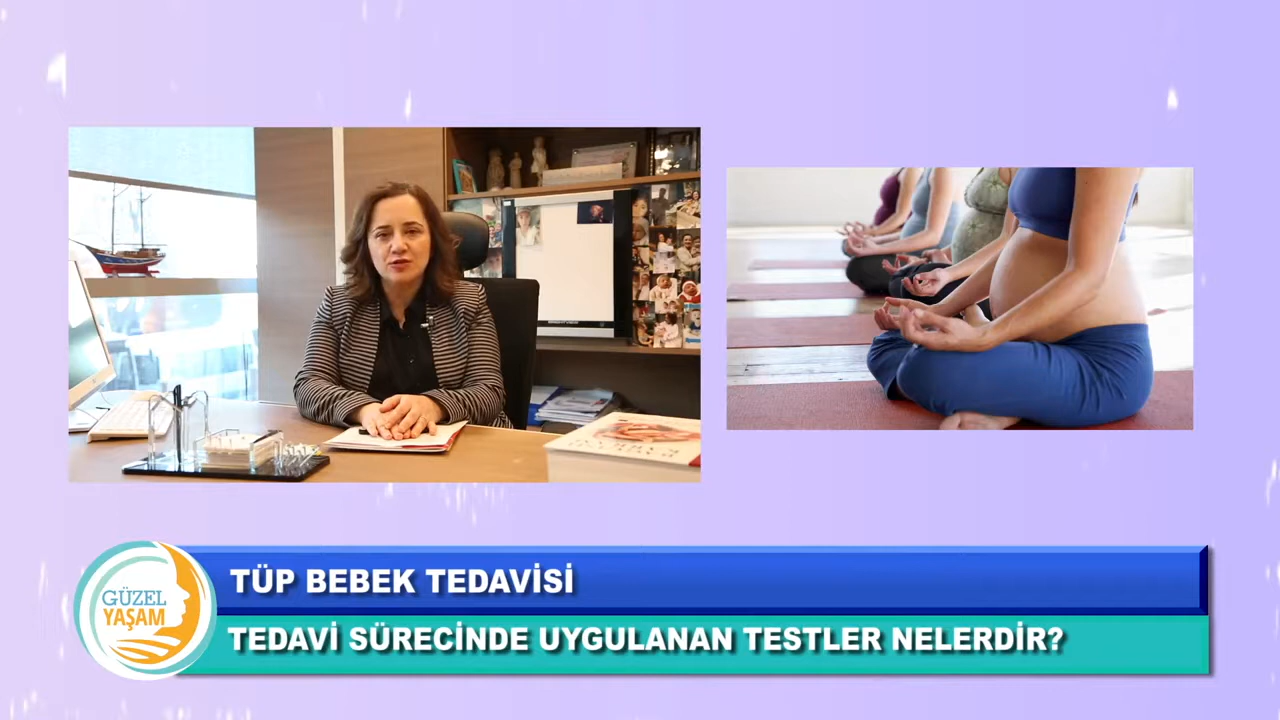 TÜP BEBEK TEDAVİSİ
GÜZEL
YAŞAM
TEDAVİ SÜRECİNDE UYGULANAN TESTLER NELERDİR?